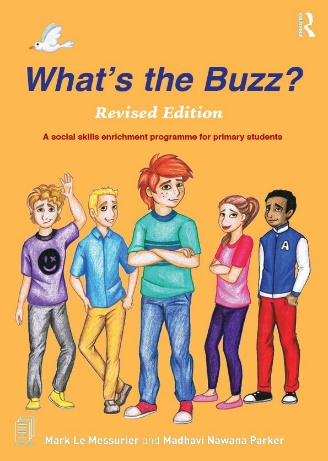 What's the Buzz?
Revised Edition
A social skills enrichment programme for primary students
A
Mark Le Messurier and Madhavi Nawana Parker